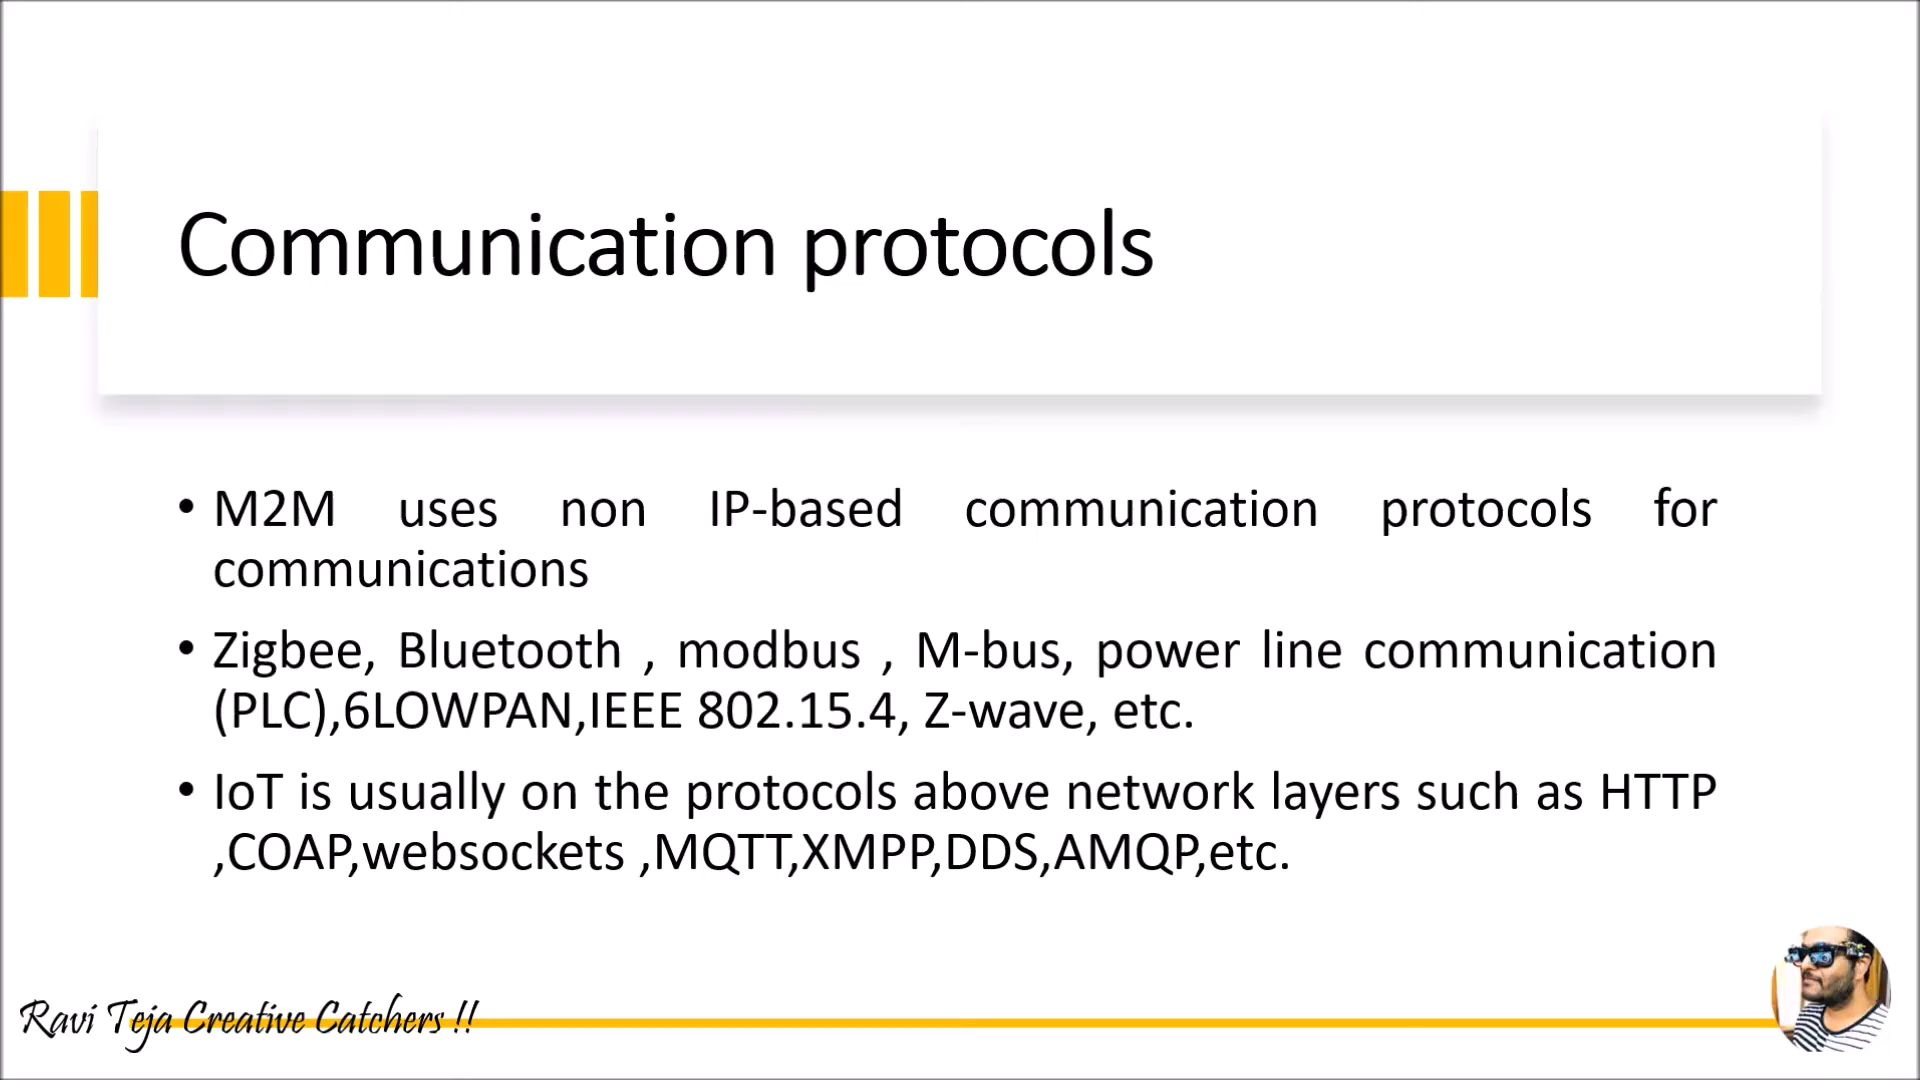 Communication protocols
• M2M uses non IP-based communication protocols for
communications
• Zigbee, Bluetooth , modbus , M-bus, power line communication
(PLC),6LOWPAN,IEEE 802.15.4, Z-wave, etc.
• IoT is usually on the protocols above network layers such as HTTP
,COAP,websockets ,MQTT,XMPP,DDS,AMQP,etc.
Ravi Teja Creative Catchers !!